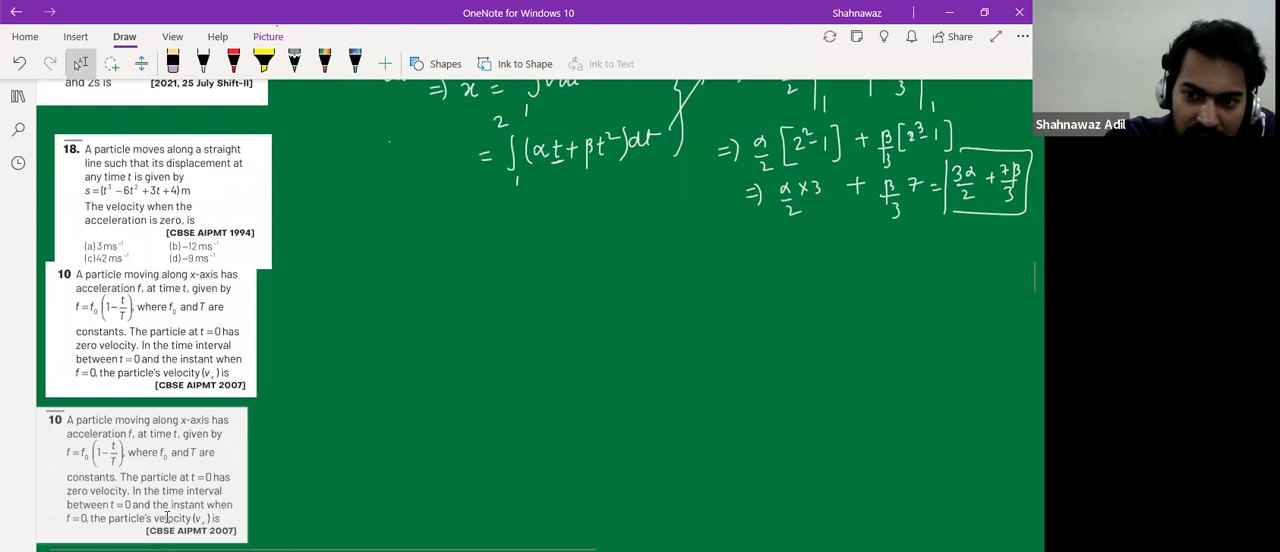 OneNote for Windows 10
Shahnawaz
Home Insert Draw View Help Picture
Share
Shapes Ink to Shape Ink to Text
and 2s is [2021, 25 July Shift-II]
18. A particle moves along a straight
line such that its displacement at
any time t is given by
s=(t³ −6t² +3t+4) m
The velocity when the
acceleration is zero, is
[CBSE AIPMT 1994]
(a) 3 ms⁻¹ (b) −12 ms⁻¹
(c) 42 ms⁻¹ (d) −9 ms⁻¹
10 A particle moving along x-axis has
acceleration f, at time t, given by
f=f₀(1−t/T), where f₀ and T are
constants. The particle at t=0 has
zero velocity. In the time interval
between t=0 and the instant when
f=0, the particle's velocity (vₓ) is
[CBSE AIPMT 2007]
10 A particle moving along x-axis has
acceleration f, at time t, given by
f=f₀(1−t/T), where f₀ and T are
constants. The particle at t=0 has
zero velocity. In the time interval
between t=0 and the instant when
f=0, the particle's velocity (vₓ) is
[CBSE AIPMT 2007]
=) x =
= ∫₁² (αt + βt²)dt
=) α/2 [2² − 1] + β/3 [2³ − 1]
=) α/2 × 3 + β/3 7 = 3α/2 + 7β/3
Shahnawaz Adil